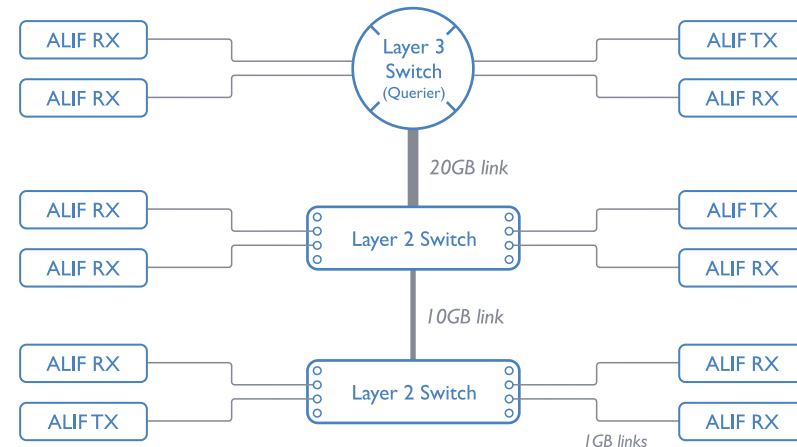 ALIF RX
Layer 3
Switch
(Querier)
ALIF TX
ALIF RX
ALIF RX
20GB link
ALIF RX
Layer 2 Switch
ALIF TX
ALIF RX
ALIF RX
10GB link
ALIF RX
Layer 2 Switch
ALIF RX
ALIF TX
ALIF RX
1GB links